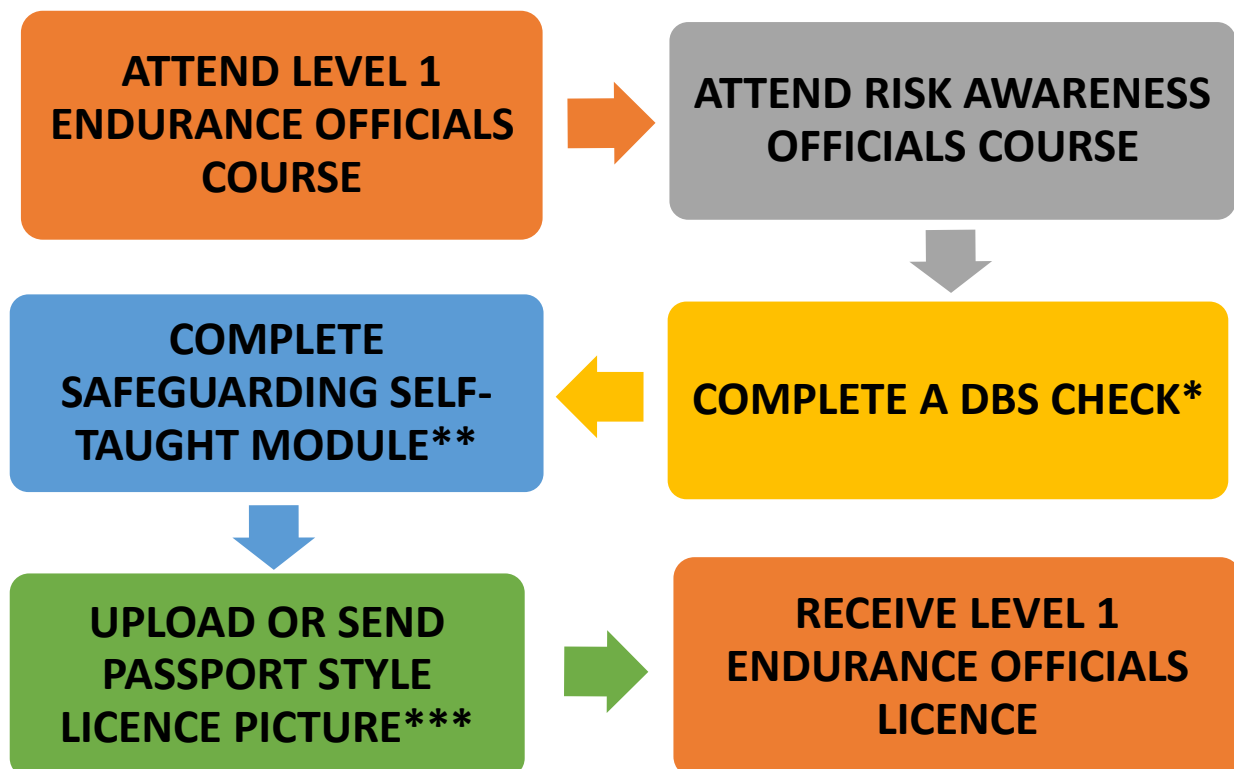 ATTEND LEVEL 1
ENDURANCE OFFICIALS
COURSE
ATTEND RISK AWARENESS
OFFICIALS COURSE
COMPLETE A DBS CHECK*
COMPLETE
SAFEGUARDING SELF-
TAUGHT MODULE**
UPLOAD OR SEND
PASSPORT STYLE
LICENCE PICTURE***
RECEIVE LEVEL 1
ENDURANCE OFFICIALS
LICENCE